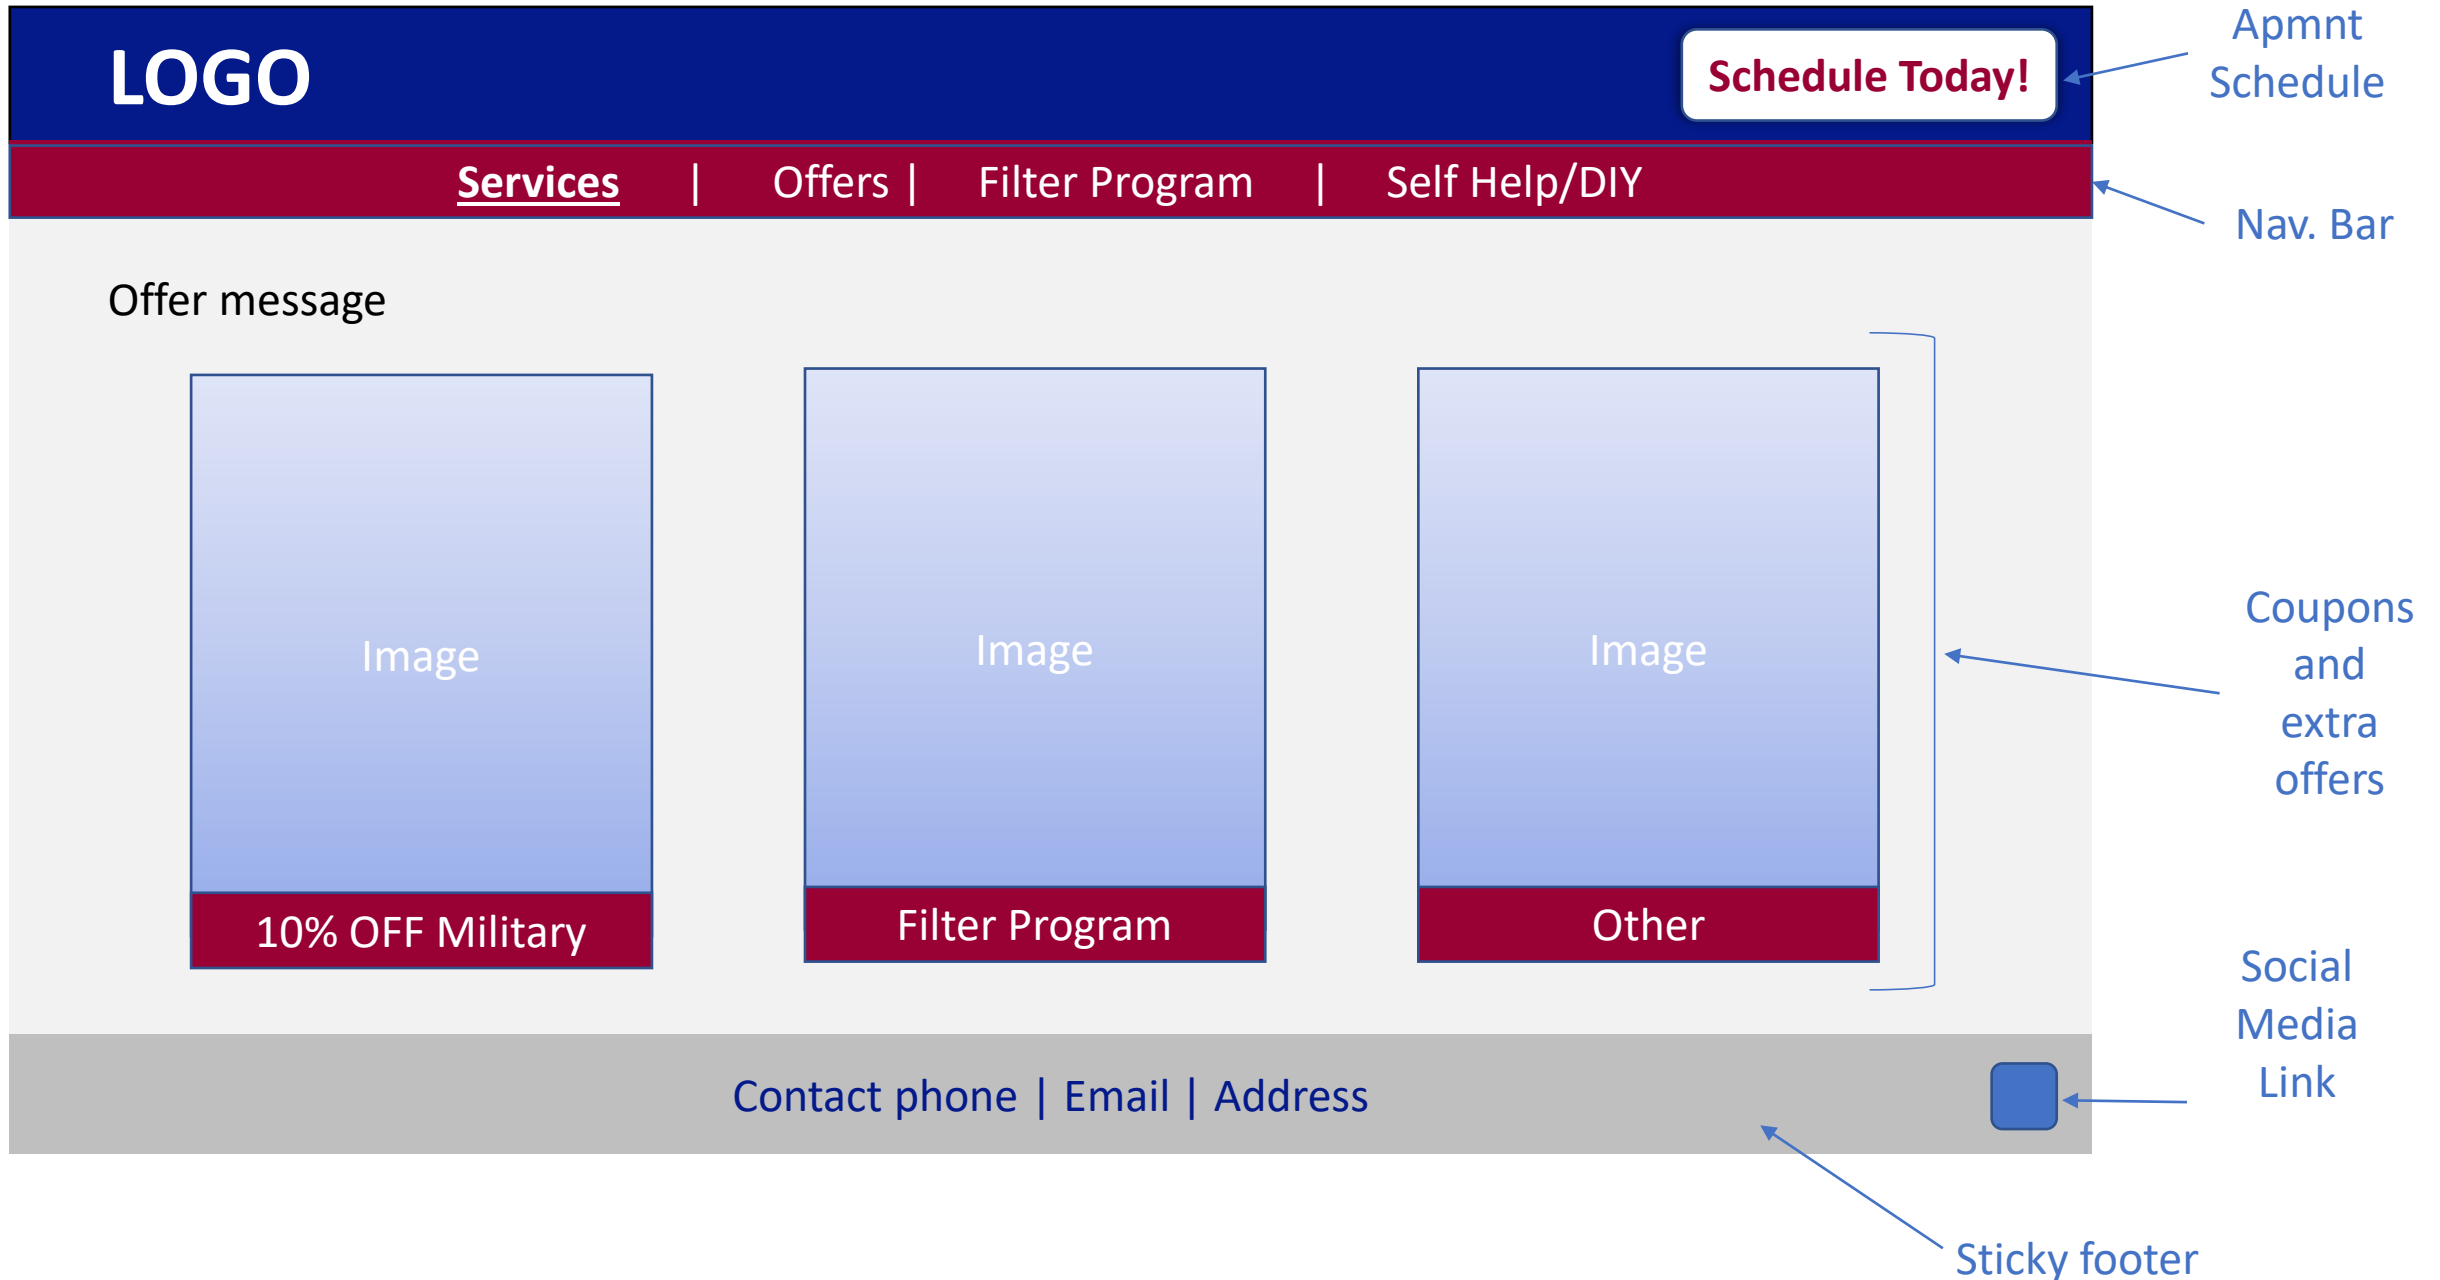 LOGO
Schedule Today!
Apmnt
Schedule
Services | Offers | Filter Program | Self Help/DIY
Nav. Bar
Offer message
Image
Image
Image
10% OFF Military
Filter Program
Other
Coupons
and
extra
offers
Social
Media
Link
Contact phone | Email | Address
Sticky footer